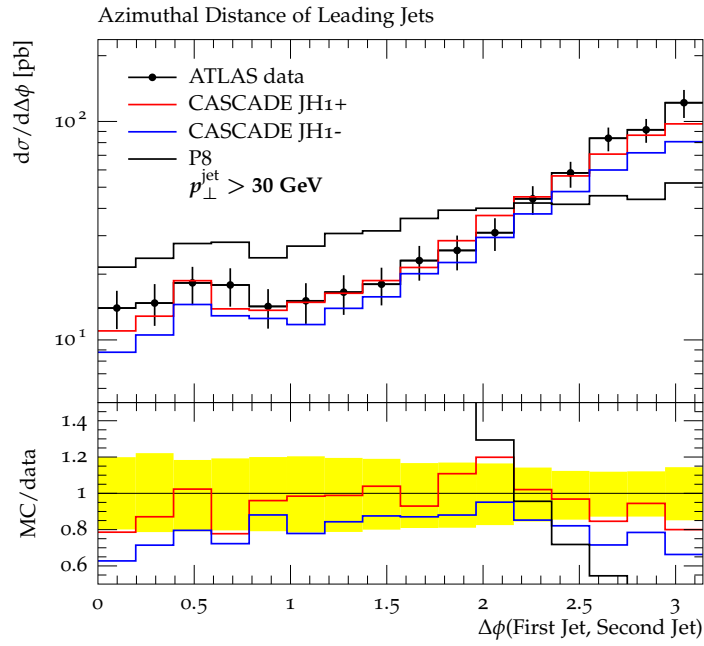 Azimuthal Distance of Leading Jets
dσ/dΔϕ [pb]
10²
10¹
ATLAS data
CASCADE JH1+
CASCADE JH1-
P8
p⊥^jet > 30 GeV
MC/data
1.4
1.2
1.0
0.8
0.6
0 0.5 1 1.5 2 2.5 3
Δϕ(First Jet, Second Jet)